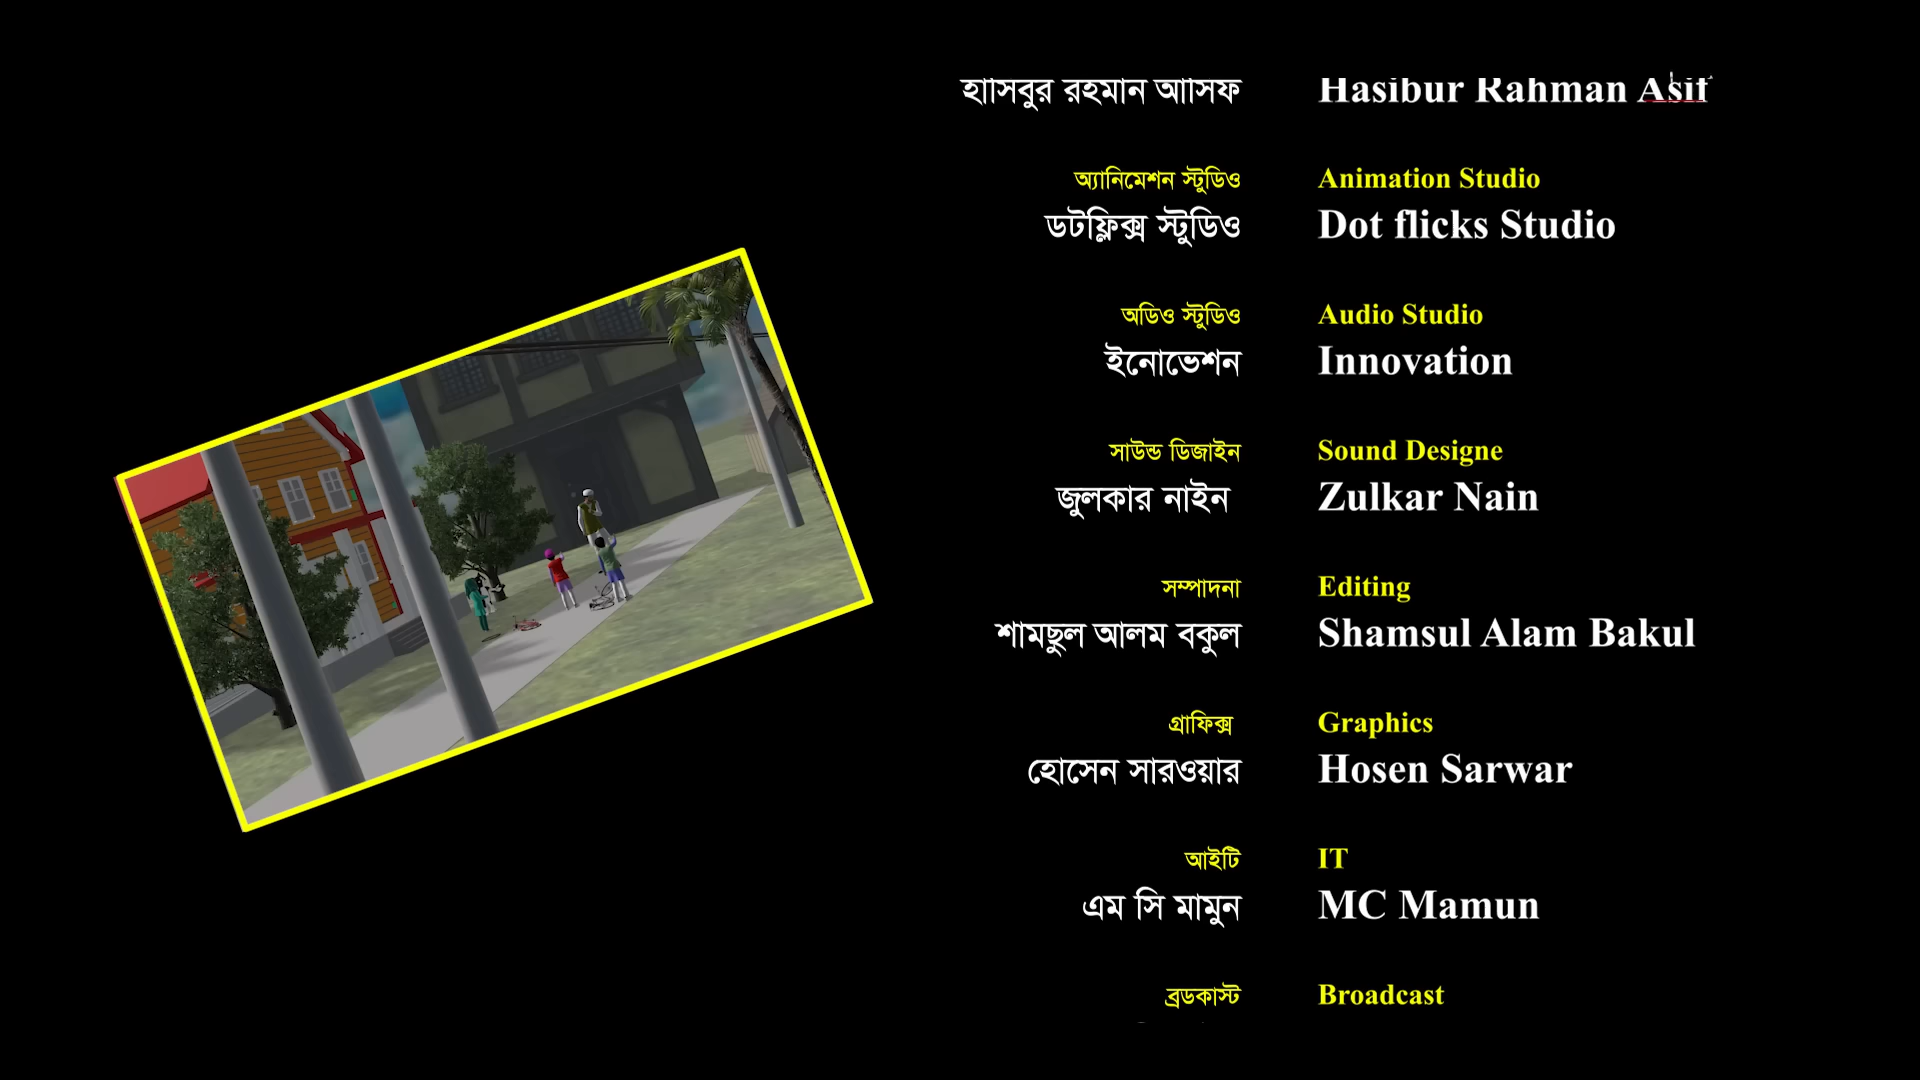 হাসিবুর রহমান আসিফ Hasibur Rahman Asif
অ্যানিমেশন স্টুডিও Animation Studio
ডটফ্লিক্স স্টুডিও Dot flicks Studio
অডিও স্টুডিও Audio Studio
ইনোভেশন Innovation
সাউন্ড ডিজাইন Sound Designe
জুলকার নাইন Zulkar Nain
সম্পাদনা Editing
শামছুল আলম বকুল Shamsul Alam Bakul
গ্রাফিক্স Graphics
হোসেন সারওয়ার Hosen Sarwar
আইটি IT
এম সি মামুন MC Mamun
ব্রডকাস্ট Broadcast